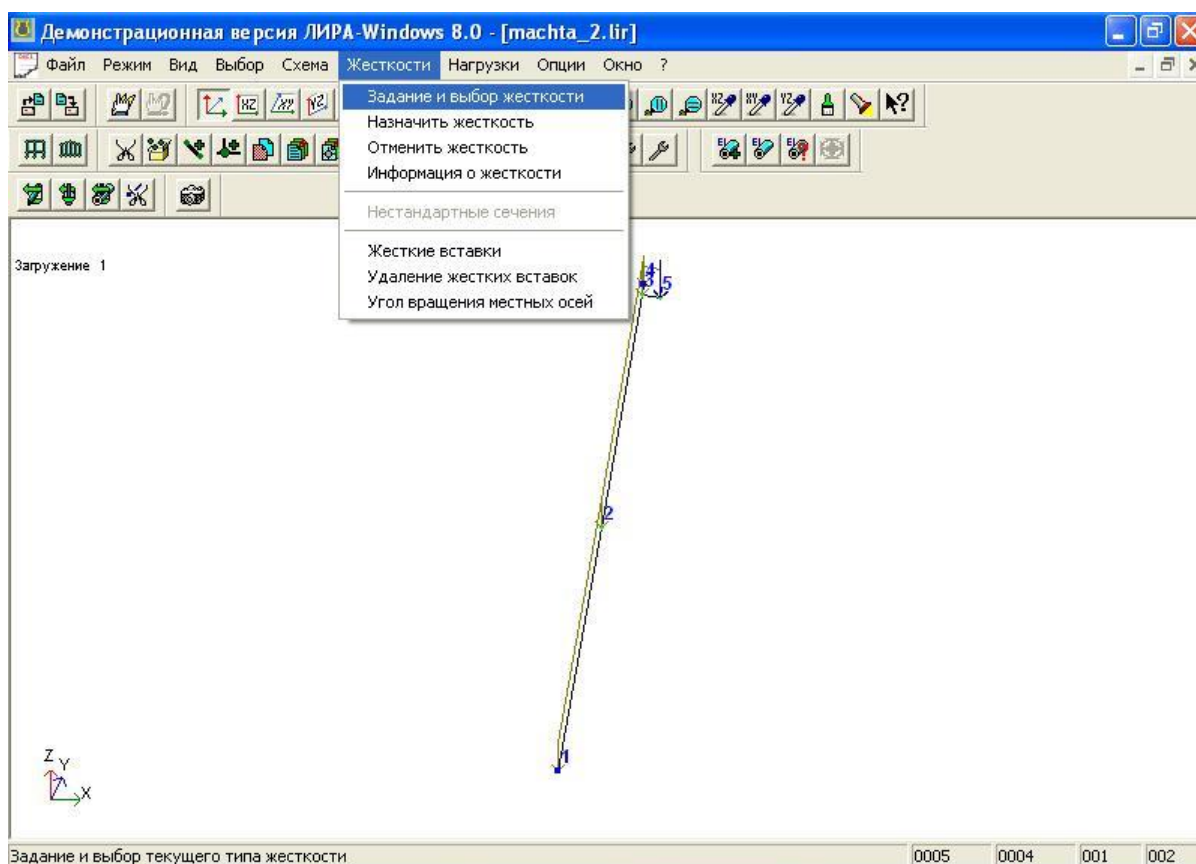 Демонстрационная версия ЛИРА-Windows 8.0 - [machta_2.lir]
Файл Режим Вид Выбор Схема Жесткости Нагрузки Опции Окно ?
Задание и выбор жесткости
Назначить жесткость
Отменить жесткость
Информация о жесткости
Нестандартные сечения
Жесткие вставки
Удаление жестких вставок
Угол вращения местных осей
Загружение 1
4
3 5
2
1
Z
Y
X
Задание и выбор текущего типа жесткости 0005 0004 001 002